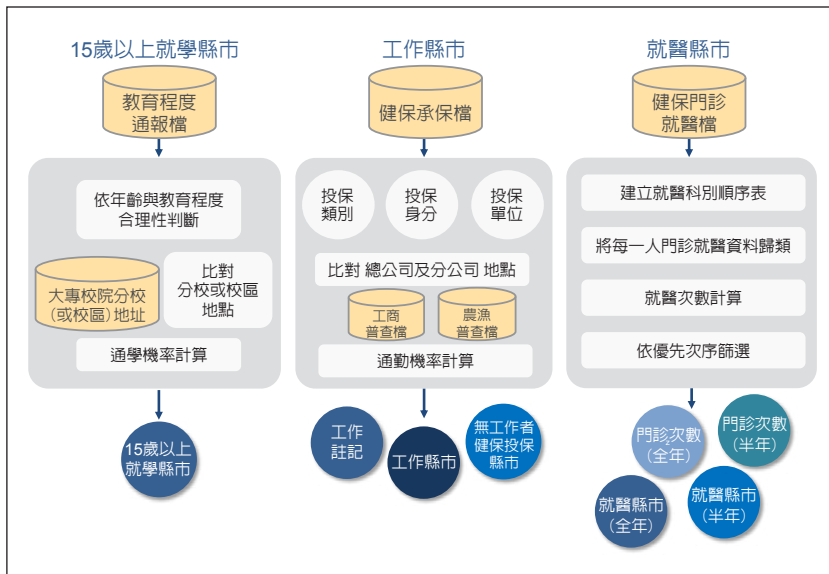 15歲以上就學縣市
教育程度
通報檔
依年齡與教育程度
合理性判斷
大專校院分校
(或校區)地址
比對
分校或校區
地點
通學機率計算
15歲以上
就學縣市
工作縣市
健保承保檔
投保
類別
投保
身分
投保
單位
比對 總公司及分公司 地點
工商
普查檔
農漁
普查檔
通勤機率計算
工作
註記
工作縣市
無工作者
健保投保
縣市
就醫縣市
健保門診
就醫檔
建立就醫科別順序表
將每一人門診就醫資料歸類
就醫次數計算
依優先次序篩選
門診次數
(全年)
門診次數
(半年)
就醫縣市
(全年)
就醫縣市
(半年)